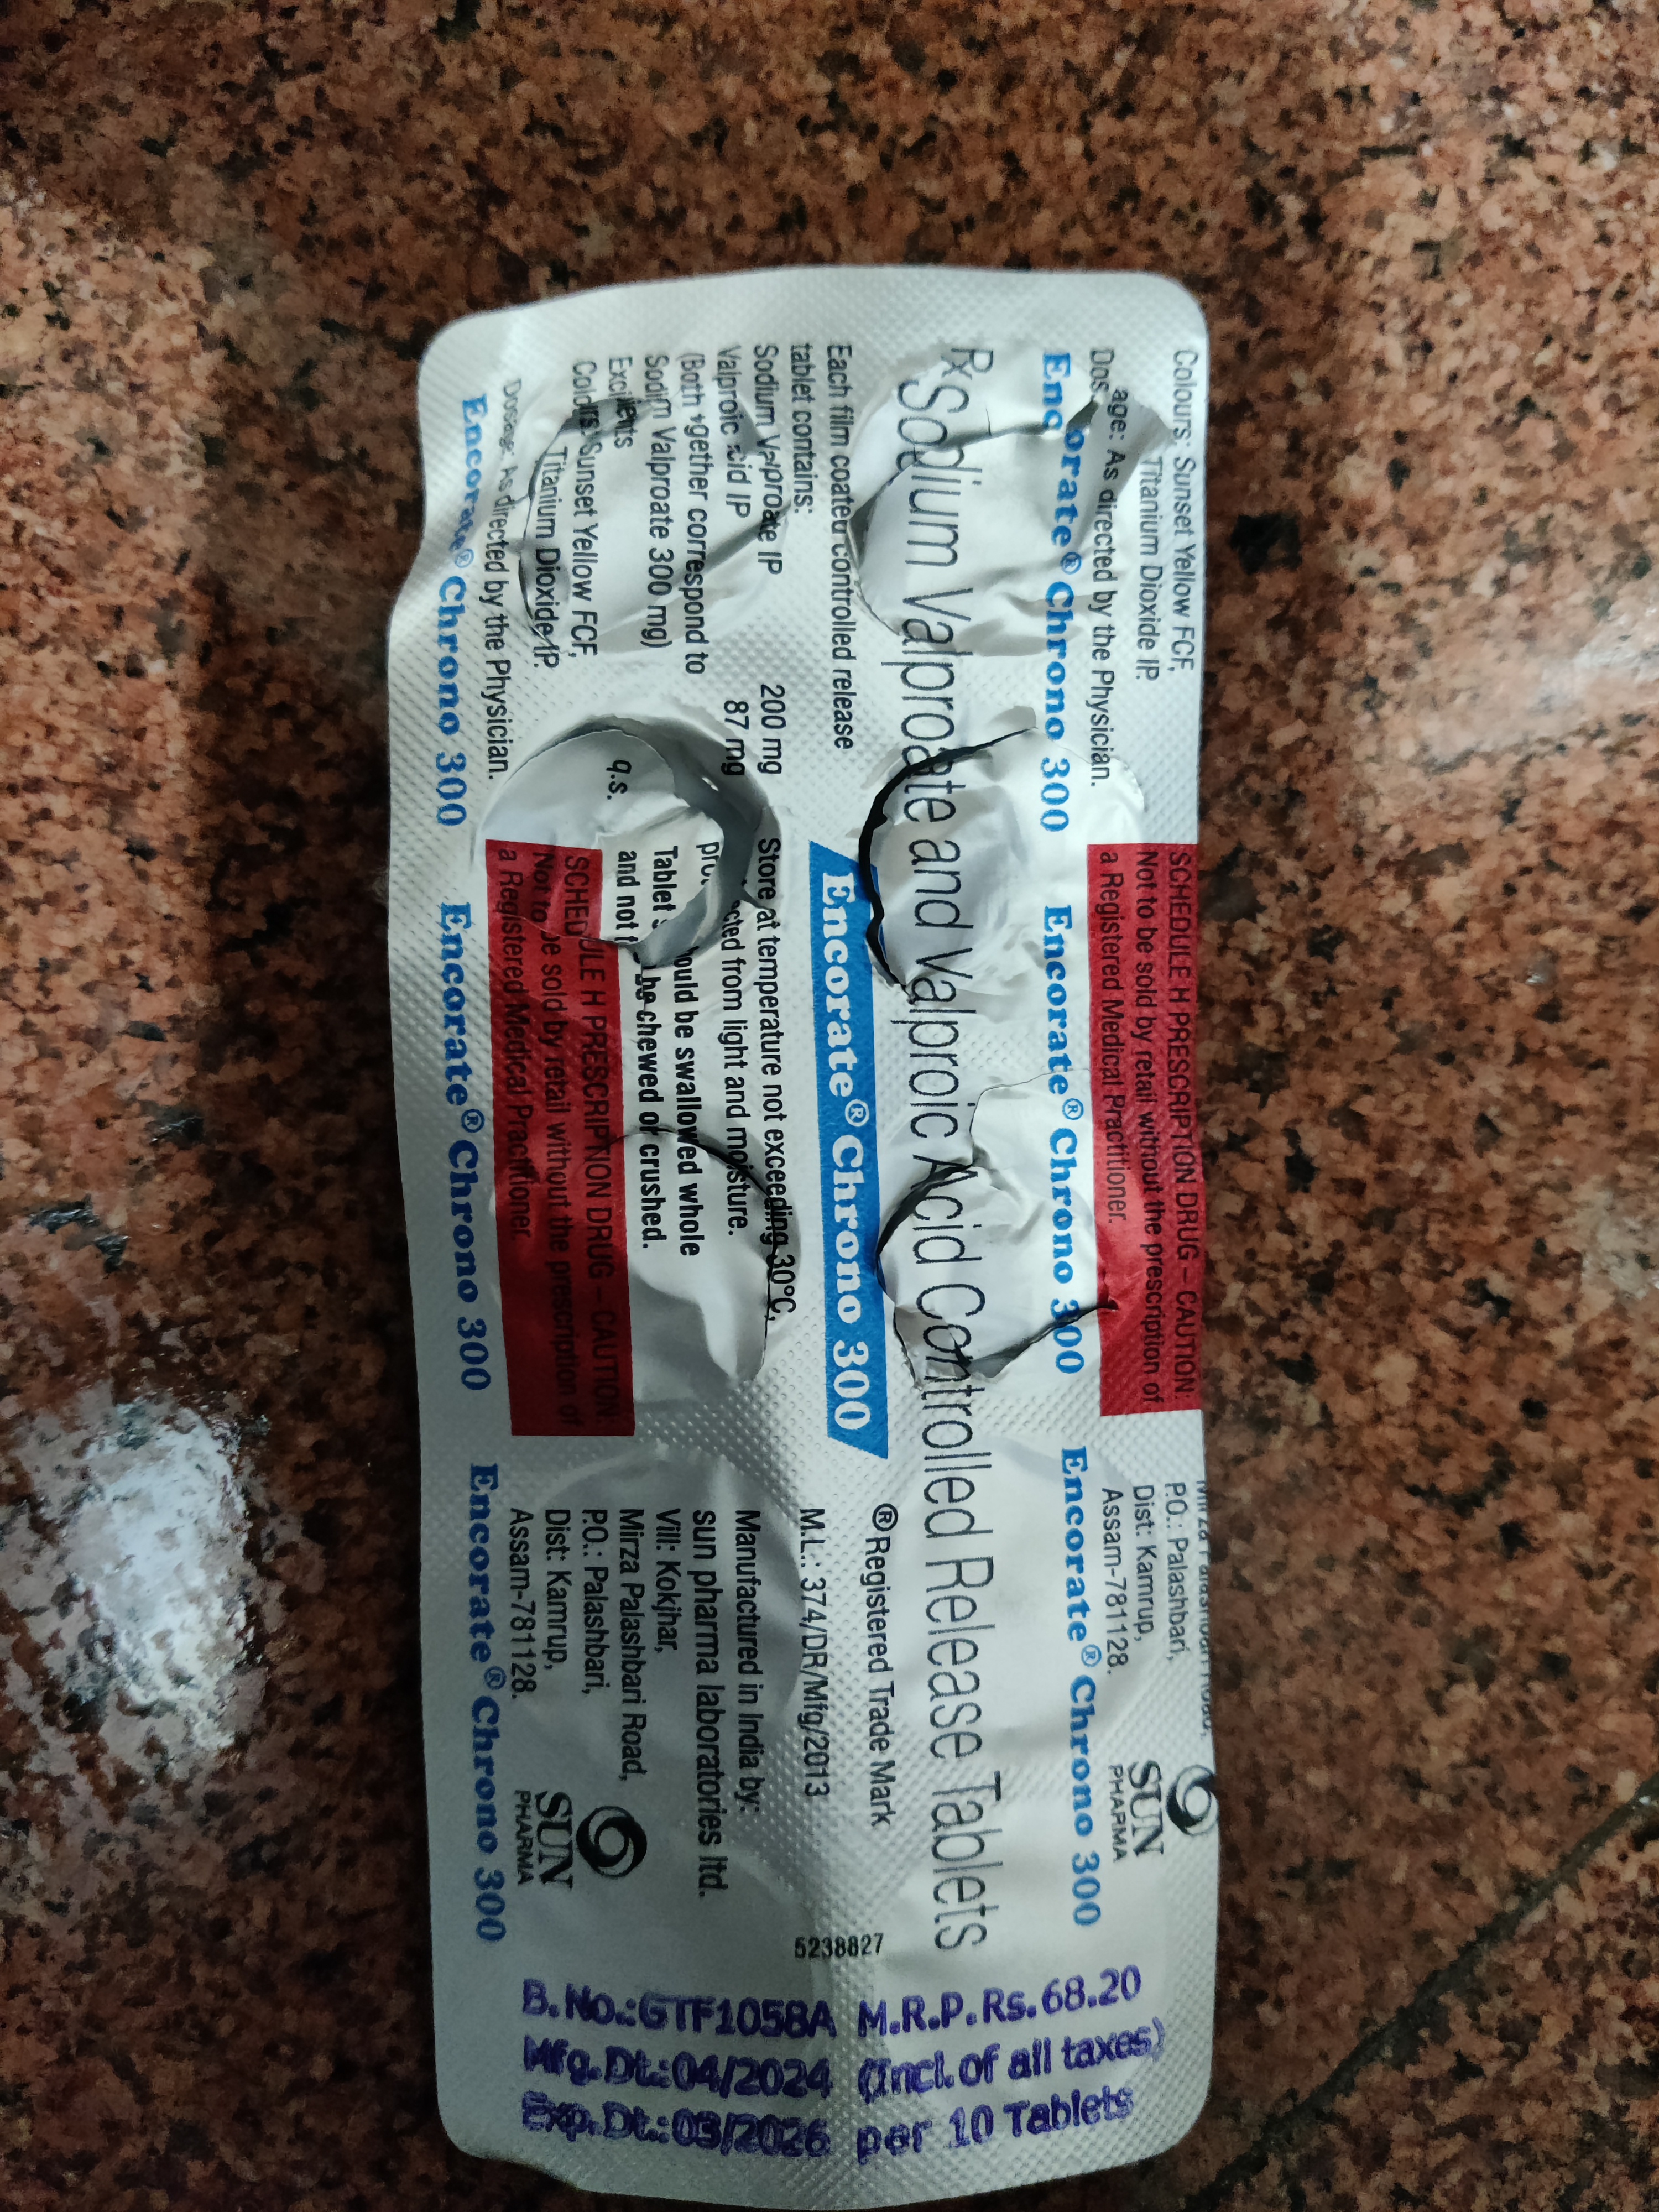 Colours: Sunset Yellow FCF,
Titanium Dioxide IP.
Dosage: As directed by the Physician.
SCHEDULE H PRESCRIPTION DRUG – CAUTION:
Not to be sold by retail without the prescription of
a Registered Medical Practitioner.
P.O.: Palashbari,
Dist: Kamrup,
Assam-781128.
SUN
PHARMA
Encorate® Chrono 300 Encorate® Chrono 300 Encorate® Chrono 300
Rx Sodium Valproate and Valproic Acid Controlled Release Tablets
Encorate® Chrono 300
® Registered Trade Mark
Each film coated controlled release
tablet contains:
Sodium Valproate IP 200 mg
Valproic acid IP 87 mg
(Both together correspond to
Sodium Valproate 300 mg)
Excipients q.s.
Colours: Sunset Yellow FCF,
Titanium Dioxide IP.
Dosage: As directed by the Physician.
Store at temperature not exceeding 30°C,
protected from light and moisture.
Tablet should be swallowed whole
and not to be chewed or crushed.
SCHEDULE H PRESCRIPTION DRUG – CAUTION:
Not to be sold by retail without the prescription of
a Registered Medical Practitioner.
M.L.: 374/DR/Mfg/2013
Manufactured in India by:
sun pharma laboratories ltd.
Vill: Kokjhar,
Mirza Palashbari Road,
P.O.: Palashbari,
Dist: Kamrup,
Assam-781128.
SUN
PHARMA
Encorate® Chrono 300 Encorate® Chrono 300 Encorate® Chrono 300
5238827
M.R.P.Rs.68.20
(Incl. of all taxes)
per 10 Tablets
B.No.:GTF1058A
Mfg.Dt.:04/2024
Exp.Dt.:03/2026